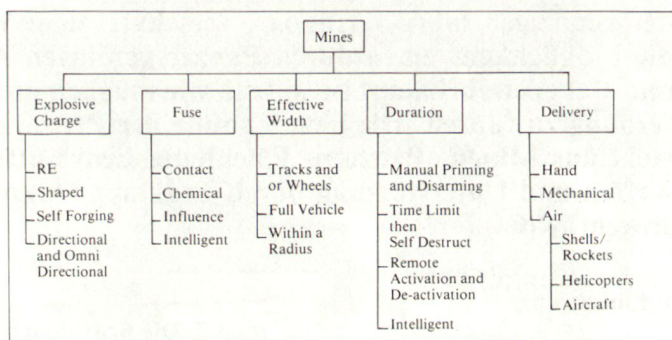 Mines
Explosive
Charge
Fuse
Effective
Width
Duration
Delivery
RE
Shaped
Self Forging
Directional
and Omni
Directional
Contact
Chemical
Influence
Intelligent
Tracks and
or Wheels
Full Vehicle
Within a
Radius
Manual Priming
and Disarming
Time Limit
then
Self Destruct
Remote
Activation and
De-activation
Intelligent
Hand
Mechanical
Air
Shells/
Rockets
Helicopters
Aircraft